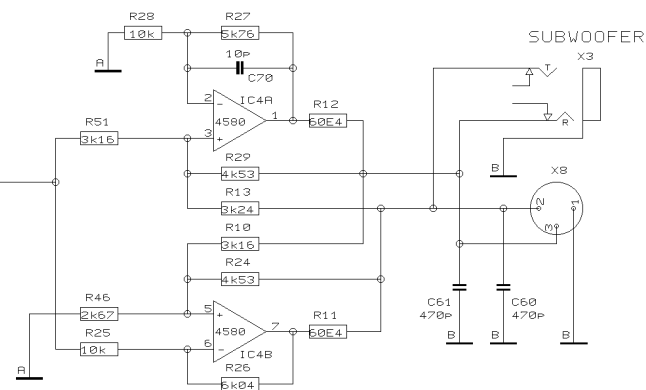 R28
R27
10k
5k76
SUBWOOFER
10p
X3
A
C70
T
2
-
IC4A
R51
4580
1
R12
3k16
3
+
60E4
R
R29
4k53
B
X8
R13
3k24
2
1
R10
3
3k16
R24
4k53
R46
5
C61
C60
2k67
+
4580
7
R11
470p
470p
R25
6
60E4
B
B
B
10k
-
IC4B
A
R26
6k04